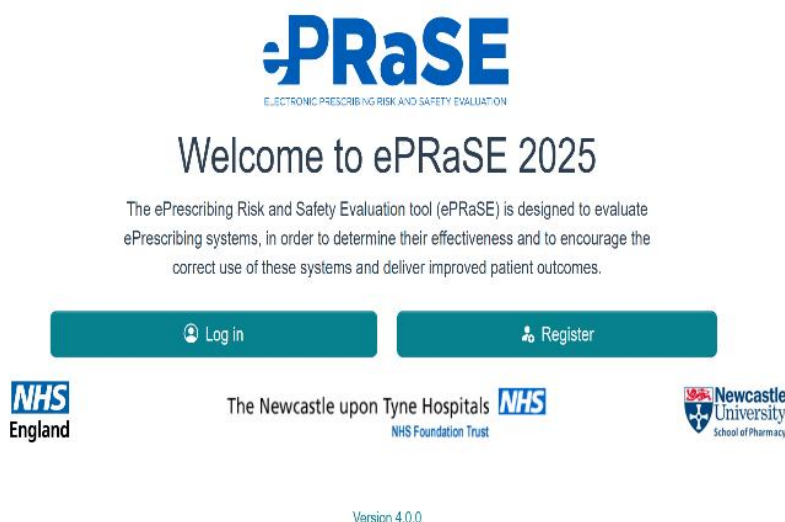 ePRaSE
ELECTRONIC PRESCRIBING RISK AND SAFETY EVALUATION
Welcome to ePRaSE 2025
The ePrescribing Risk and Safety Evaluation tool (ePRaSE) is designed to evaluate
ePrescribing systems, in order to determine their effectiveness and to encourage the
correct use of these systems and deliver improved patient outcomes.
Log in
Register
NHS
England
The Newcastle upon Tyne Hospitals NHS
NHS Foundation Trust
Newcastle
University
School of Pharmacy
Version 4.0.0